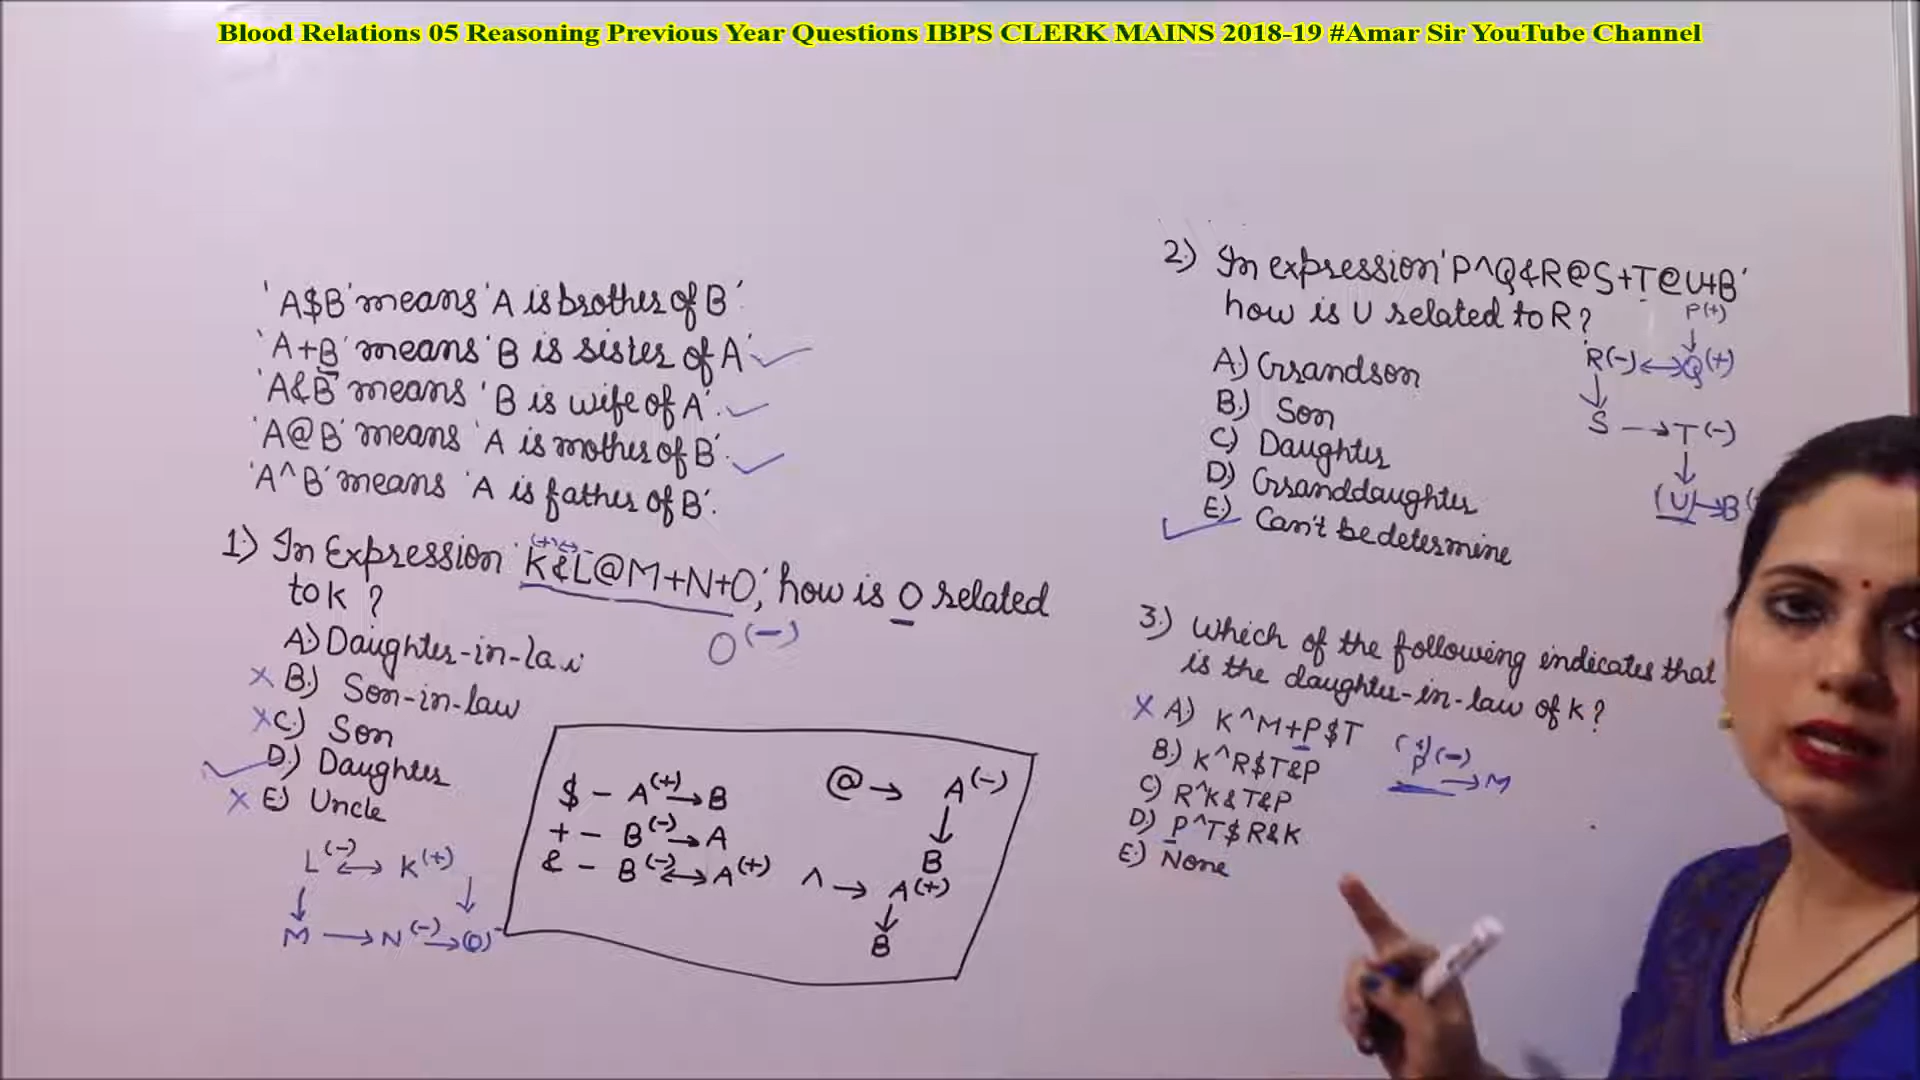 Blood Relations 05 Reasoning Previous Year Questions IBPS CLERK MAINS 2018-19 #Amar Sir YouTube Channel
'A$B' means 'A is brother of B'.
'A+B' means 'B is sister of A'
'A&B' means 'B is wife of A'.
'A@B' means 'A is mother of B'.
'A^B' means 'A is father of B'.
1) In Expression 'K&L@M+N+O', how is O related
to K ?
A) Daughter-in-la
B) Son-in-law
C) Son
D) Daughter
E) Uncle
(+) ↔ -
O (-)
L (-) ↔ K (+)
↓ ↓
M → N (-) → (O) -
$ - A (+) → B
+ - B (-) → A
& - B (-) ↔ A (+)
@ → A (-)
↓
B
^ → A (+)
↓
B
2) In expression 'P^Q&R@S+T@U+B'
how is U related to R ?
A) Grandson
B) Son
C) Daughter
D) Granddaughter
E) Can't be determine
P (+)
↓
R (-) ↔ Q (+)
↓
S → T (-)
↓
(U) → B (
3) Which of the following indicates that
is the daughter-in-law of K ?
A) K^M+P$T
B) K^R$T&P
C) R^K&T&P
D) P^T$R&K
E) None
(-)
P → M